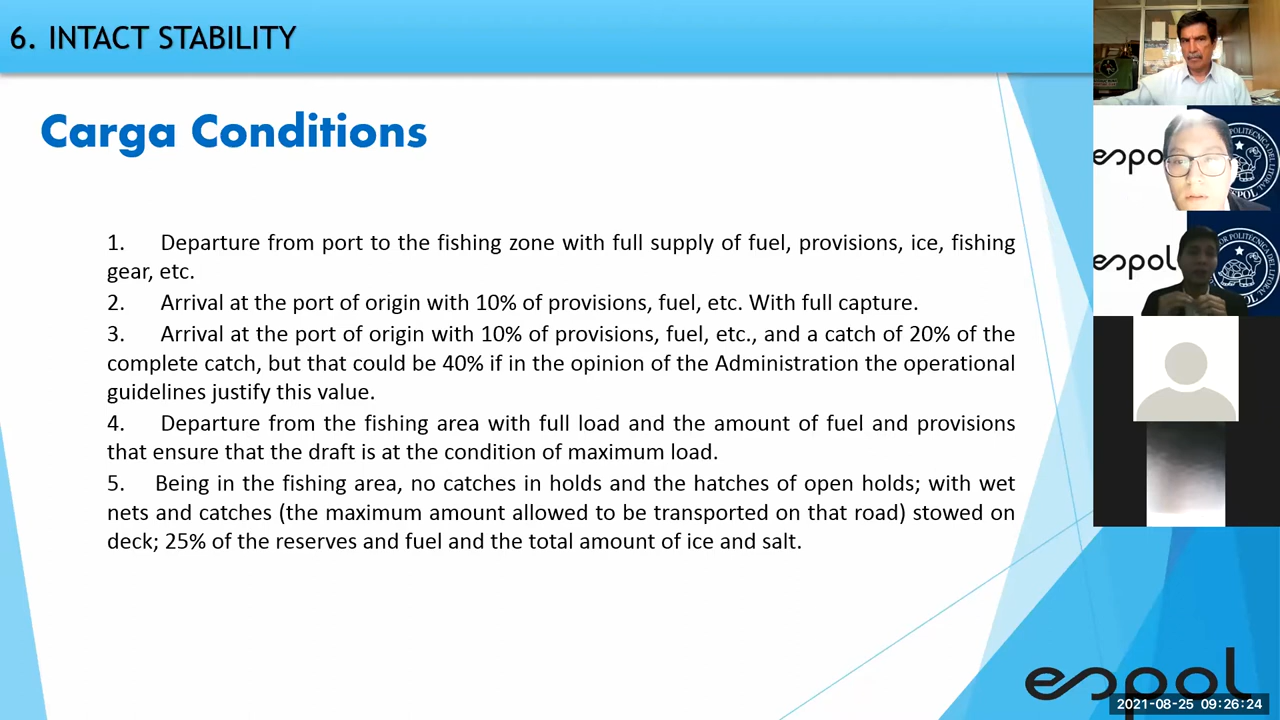 6. INTACT STABILITY
Carga Conditions
1. Departure from port to the fishing zone with full supply of fuel, provisions, ice, fishing
gear, etc.
2. Arrival at the port of origin with 10% of provisions, fuel, etc. With full capture.
3. Arrival at the port of origin with 10% of provisions, fuel, etc., and a catch of 20% of the
complete catch, but that could be 40% if in the opinion of the Administration the operational
guidelines justify this value.
4. Departure from the fishing area with full load and the amount of fuel and provisions
that ensure that the draft is at the condition of maximum load.
5. Being in the fishing area, no catches in holds and the hatches of open holds; with wet
nets and catches (the maximum amount allowed to be transported on that road) stowed on
deck; 25% of the reserves and fuel and the total amount of ice and salt.
espol
2021-08-25 09:26:24
espol